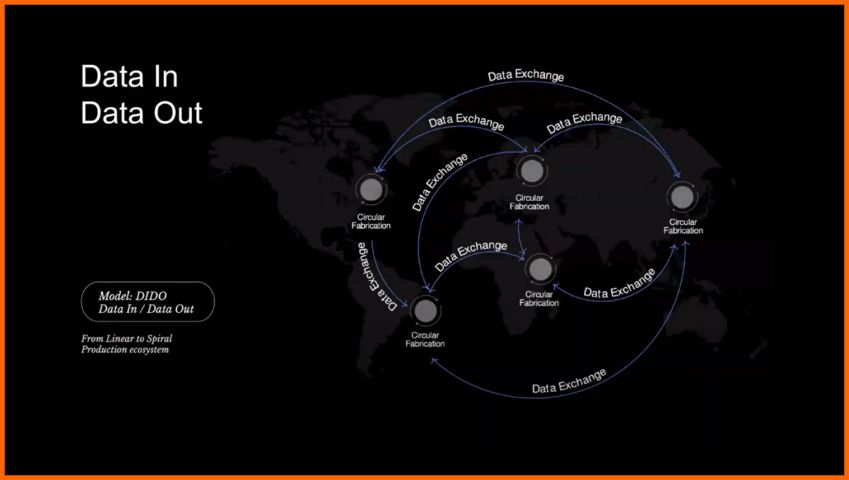 Data In
Data Out
Data Exchange
Data Exchange
Data Exchange
Data Exchange
Circular
Fabrication
Circular
Fabrication
Circular
Fabrication
Data Exchange
Data Exchange
Data Exchange
Circular
Fabrication
Circular
Fabrication
Data Exchange
Model: DIDO
Data In / Data Out
From Linear to Spiral
Production ecosystem